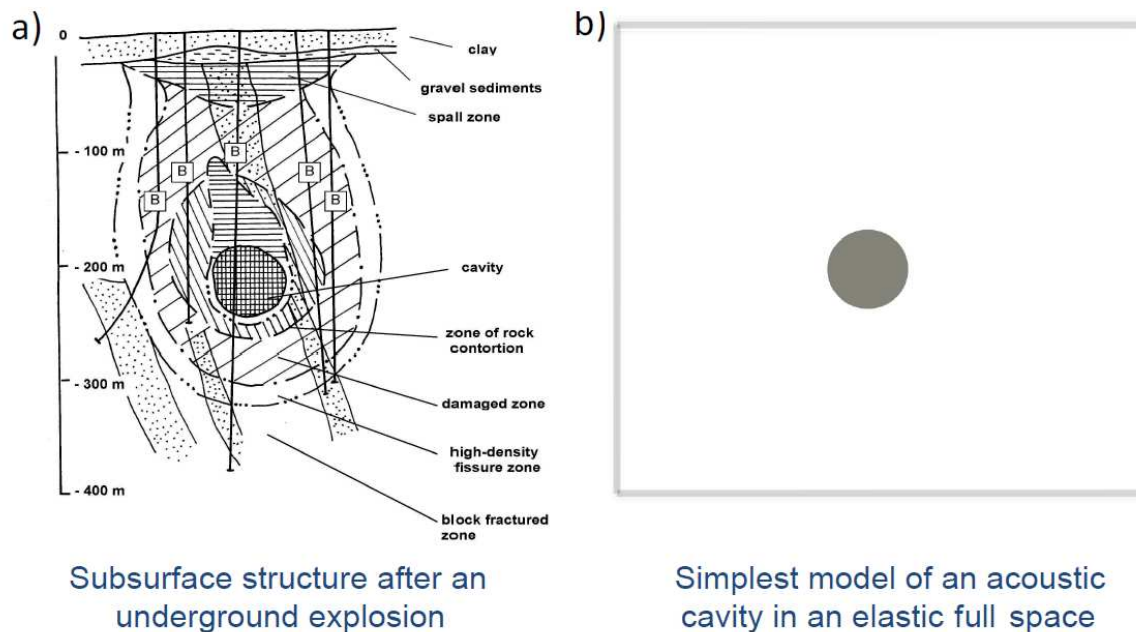 a)
0
- 100 m
- 200 m
- 300 m
- 400 m
B
B
B
B
B
clay
gravel sediments
spall zone
cavity
zone of rock
contortion
damaged zone
high-density
fissure zone
block fractured
zone
Subsurface structure after an
underground explosion
b)
Simplest model of an acoustic
cavity in an elastic full space